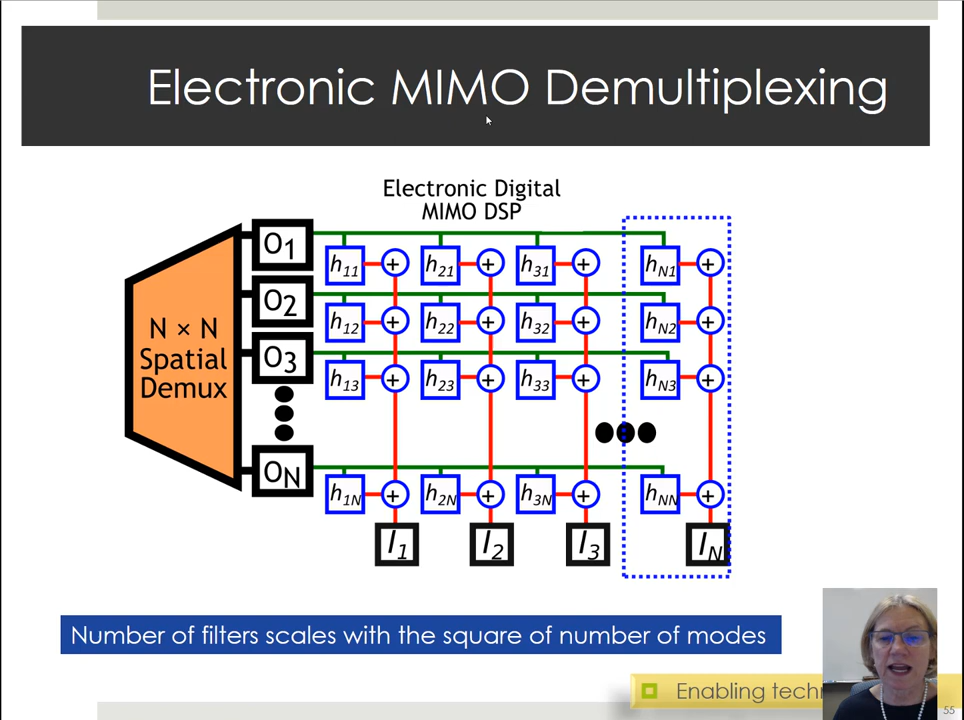 Electronic MIMO Demultiplexing
Electronic Digital
MIMO DSP
N × N
Spatial
Demux
O1
O2
O3
ON
h11 + h21 + h31 + hN1 +
h12 + h22 + h32 + hN2 +
h13 + h23 + h33 + hN3 +
h1N + h2N + h3N + hNN +
I1 I2 I3 IN
Number of filters scales with the square of number of modes
Enabling
55